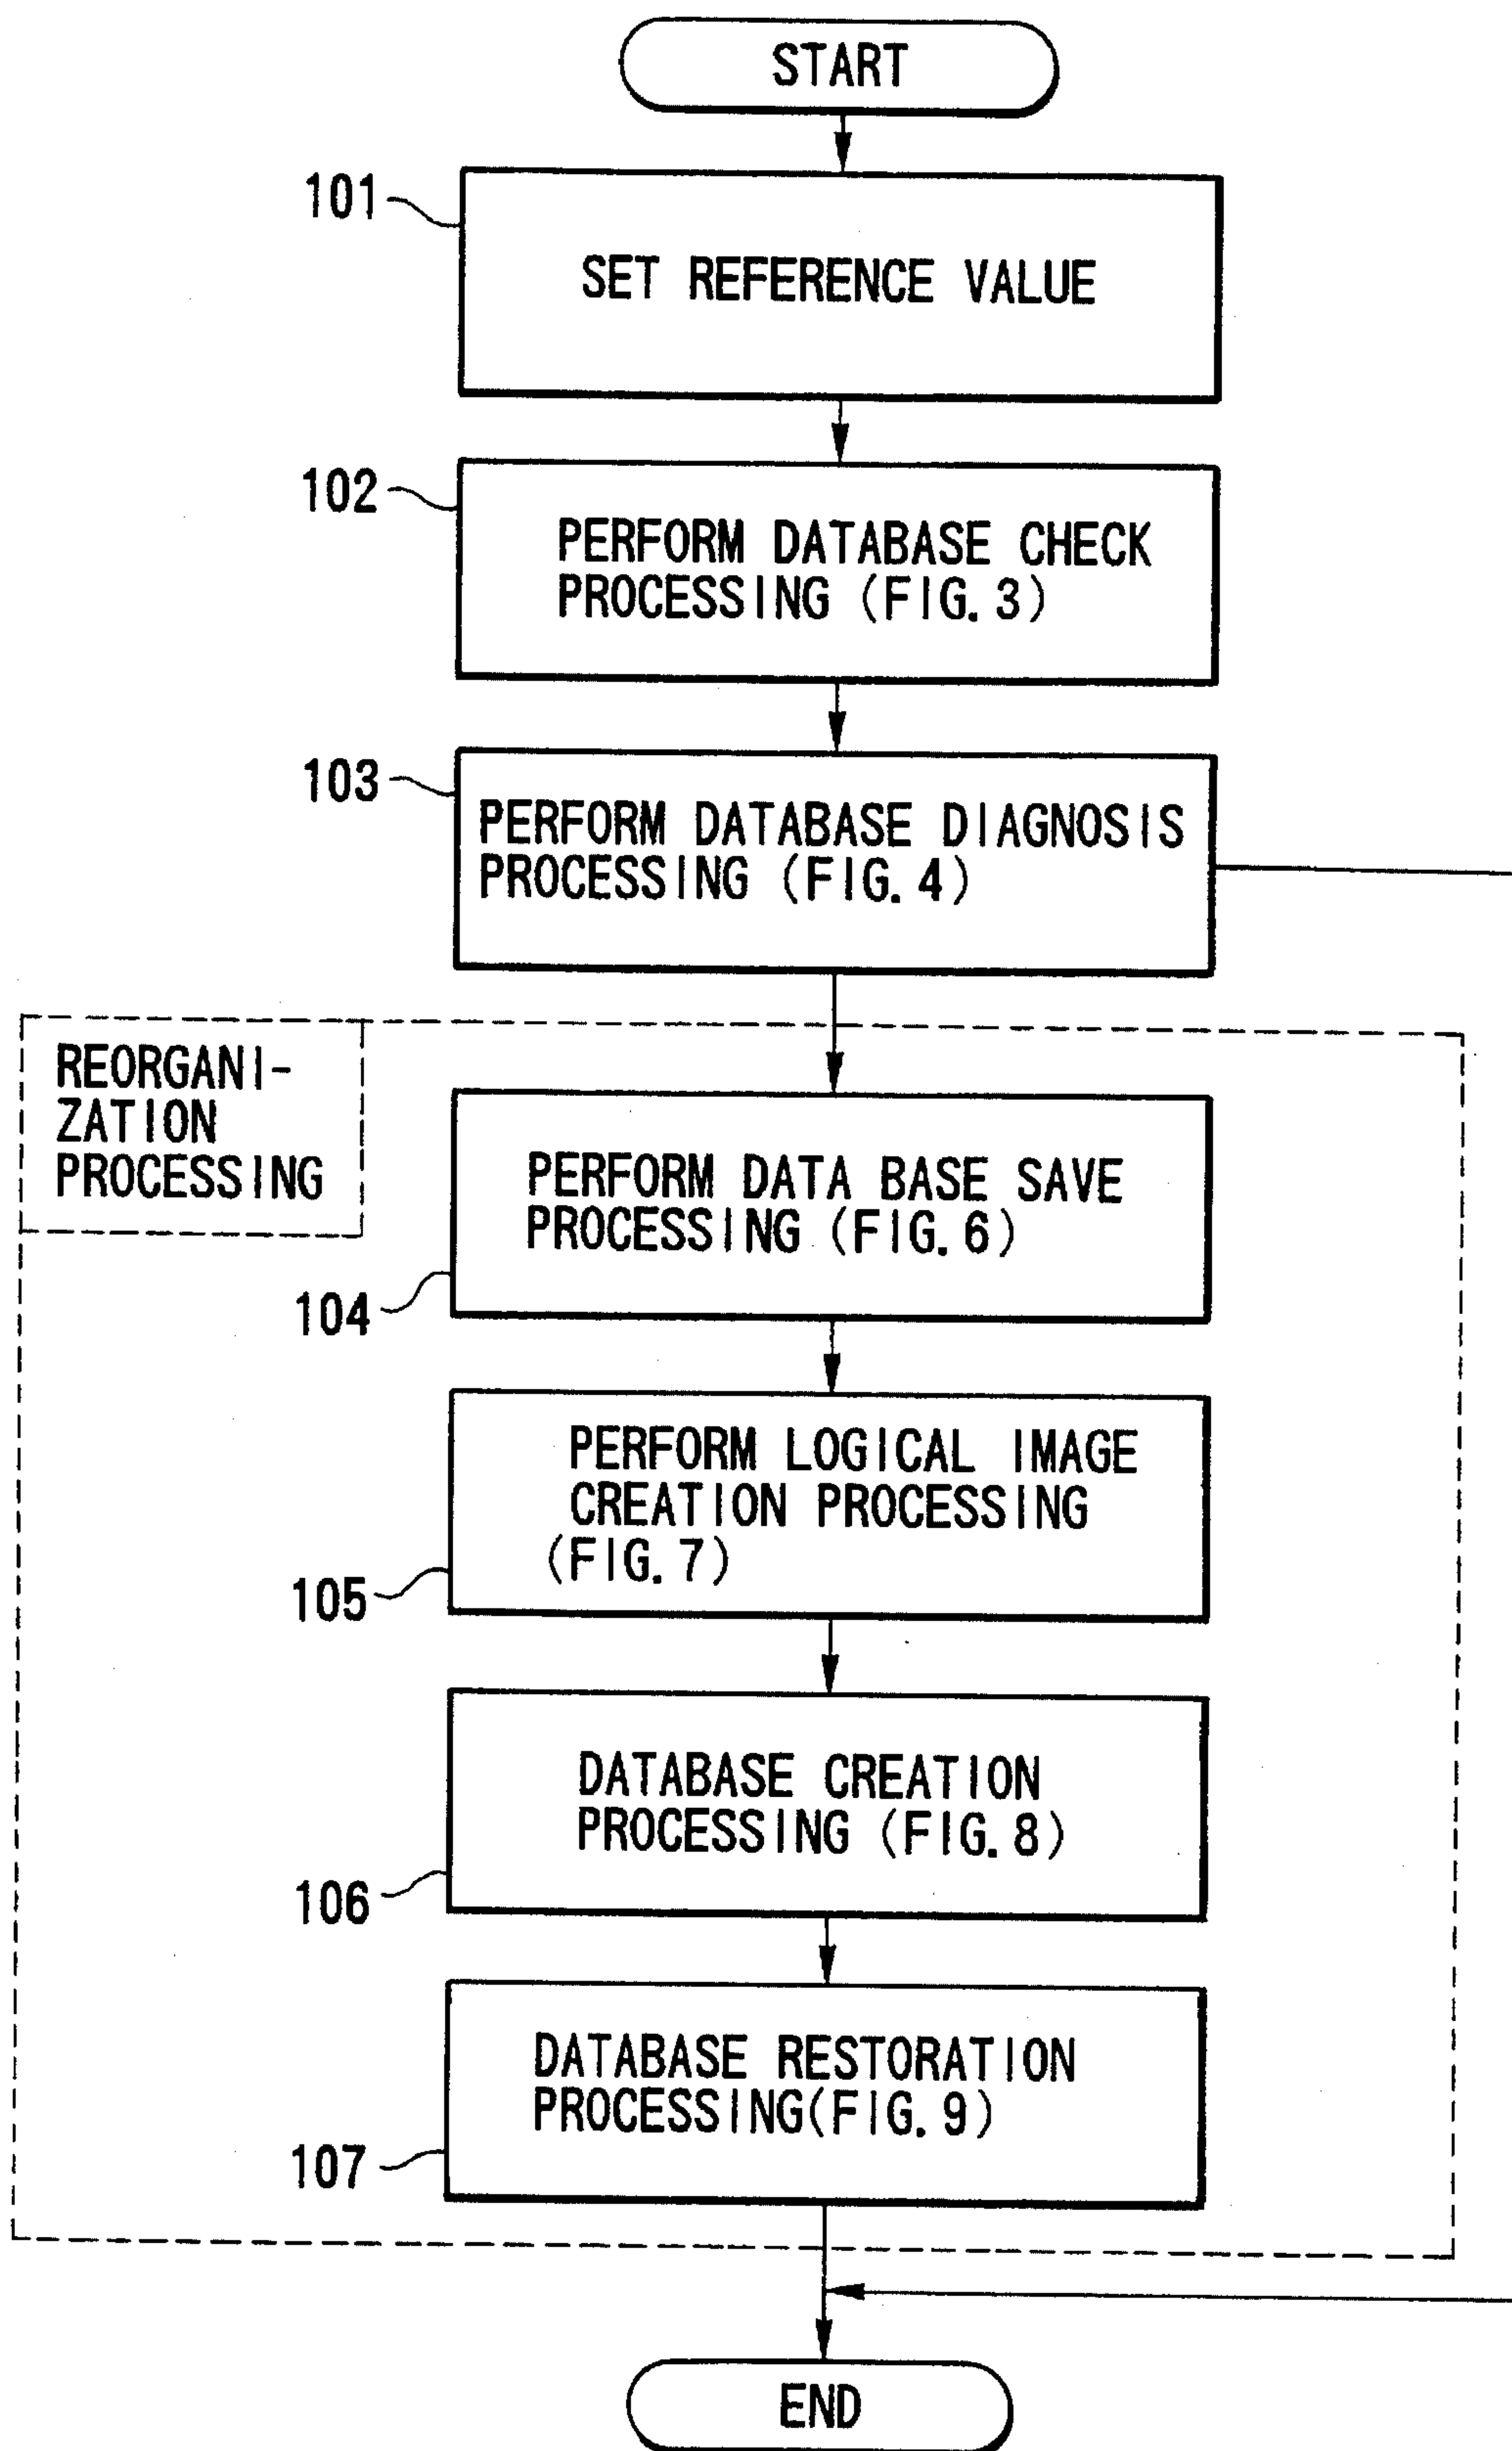 START
101
SET REFERENCE VALUE
102
PERFORM DATABASE CHECK
PROCESSING (FIG. 3)
103
PERFORM DATABASE DIAGNOSIS
PROCESSING (FIG. 4)
REORGANI-
ZATION
PROCESSING
PERFORM DATA BASE SAVE
PROCESSING (FIG. 6)
104
PERFORM LOGICAL IMAGE
CREATION PROCESSING
(FIG. 7)
105
DATABASE CREATION
PROCESSING (FIG. 8)
106
DATABASE RESTORATION
PROCESSING(FIG. 9)
107
END